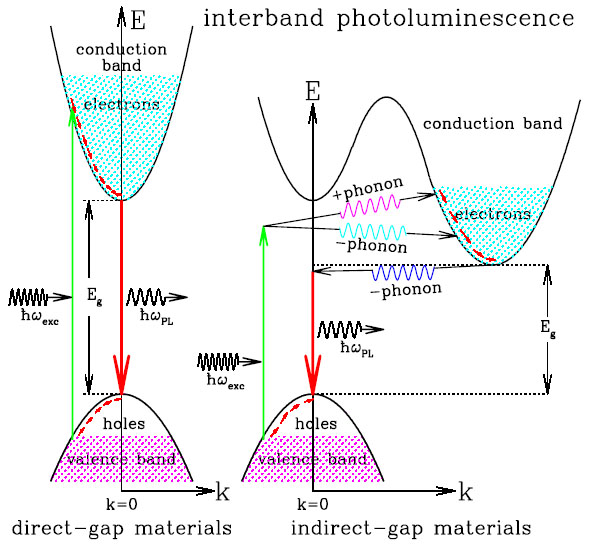 interband photoluminescence
E
conduction
band
electrons
E_g
ħω_exc
ħω_PL
holes
valence band
k
k=0
direct-gap materials
E
conduction band
+phonon
electrons
−phonon
−phonon
E_g
ħω_PL
ħω_exc
holes
valence band
k
k=0
indirect-gap materials